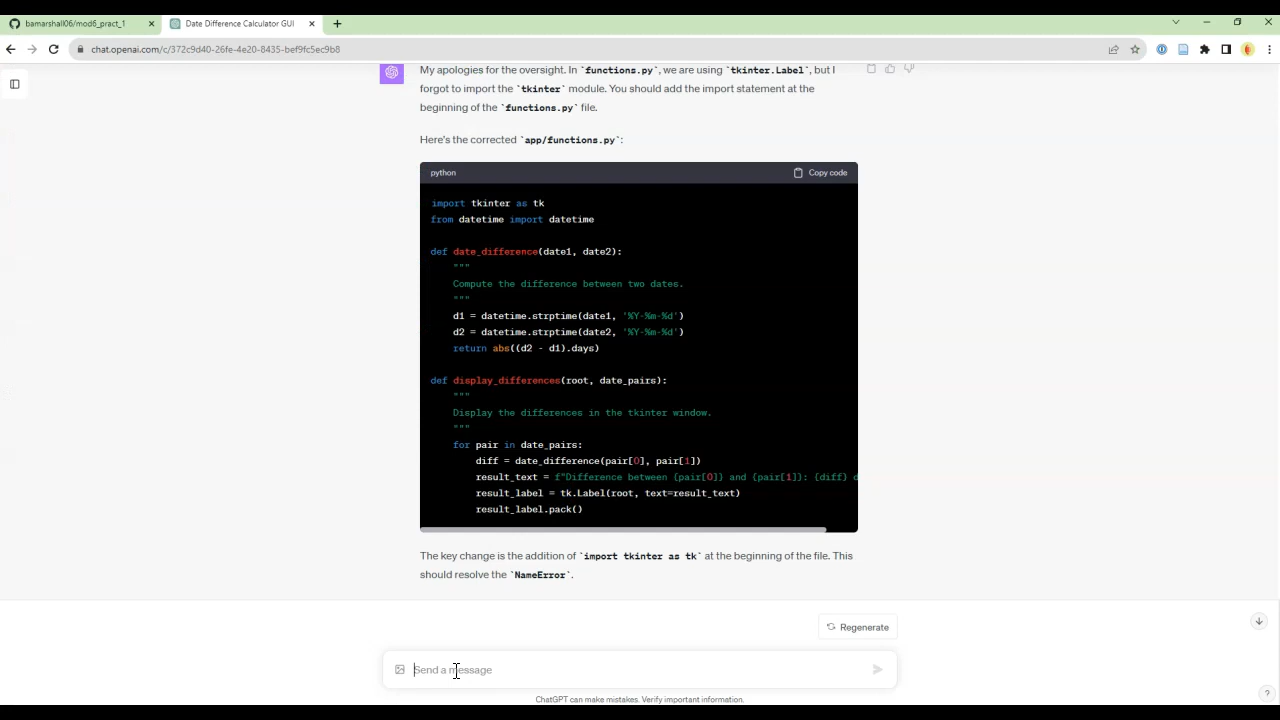 bamarshall06/mod6_pract_1
Date Difference Calculator GUI
chat.openai.com/c/372c9d40-26fe-4e20-8435-bef9fc5ec9b8
My apologies for the oversight. In `functions.py`, we are using `tkinter.Label`, but I
forgot to import the `tkinter` module. You should add the import statement at the
beginning of the `functions.py` file.
Here's the corrected `app/functions.py`:
python
Copy code
import tkinter as tk
from datetime import datetime
def date_difference(date1, date2):
"""
Compute the difference between two dates.
"""
d1 = datetime.strptime(date1, '%Y-%m-%d')
d2 = datetime.strptime(date2, '%Y-%m-%d')
return abs((d2 - d1).days)
def display_differences(root, date_pairs):
"""
Display the differences in the tkinter window.
"""
for pair in date_pairs:
diff = date_difference(pair[0], pair[1])
result_text = f"Difference between {pair[0]} and {pair[1]}: {diff} d
result_label = tk.Label(root, text=result_text)
result_label.pack()
The key change is the addition of `import tkinter as tk` at the beginning of the file. This
should resolve the `NameError`.
Regenerate
Send a message
ChatGPT can make mistakes. Verify important information.
?